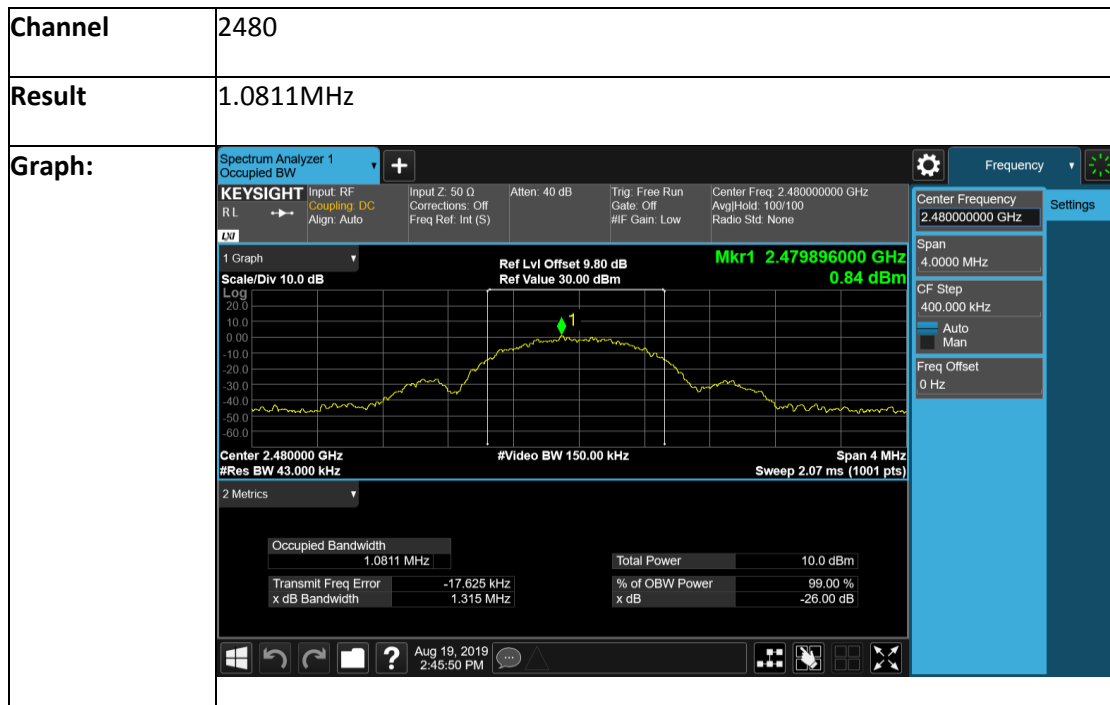 Channel 2480
Result 1.0811MHz
Graph:
Spectrum Analyzer 1
Occupied BW
+
Frequency
KEYSIGHT
R L
LXI
Input: RF
Coupling: DC
Align: Auto
Input Z: 50 Ω
Corrections: Off
Freq Ref: Int (S)
Atten: 40 dB
Trig: Free Run
Gate: Off
#IF Gain: Low
Center Freq: 2.480000000 GHz
Avg|Hold: 100/100
Radio Std: None
Center Frequency
2.480000000 GHz
Settings
Span
4.0000 MHz
CF Step
400.000 kHz
Auto
Man
Freq Offset
0 Hz
1 Graph
Scale/Div 10.0 dB
Ref Lvl Offset 9.80 dB
Ref Value 30.00 dBm
Mkr1 2.479896000 GHz
0.84 dBm
Log
20.0
10.0
0.00
-10.0
-20.0
-30.0
-40.0
-50.0
-60.0
1
Center 2.480000 GHz
#Res BW 43.000 kHz
#Video BW 150.00 kHz
Span 4 MHz
Sweep 2.07 ms (1001 pts)
2 Metrics
Occupied Bandwidth
1.0811 MHz
Total Power 10.0 dBm
Transmit Freq Error -17.625 kHz
% of OBW Power 99.00 %
x dB Bandwidth 1.315 MHz
x dB -26.00 dB
?
Aug 19, 2019
2:45:50 PM